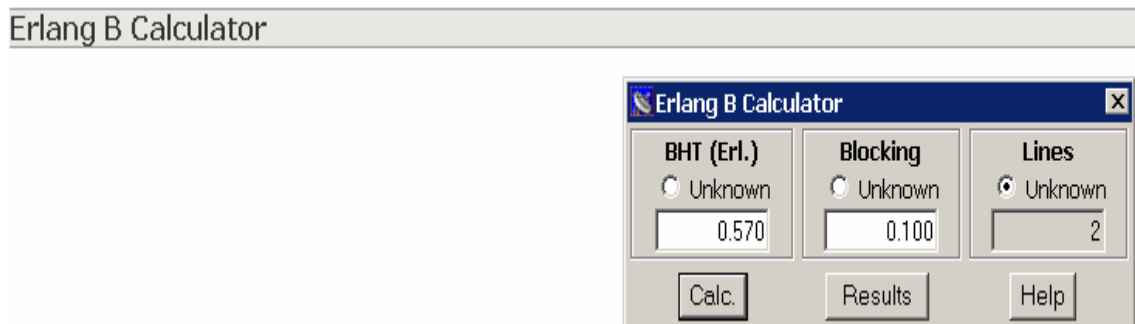 Erlang B Calculator
Erlang B Calculator
BHT (Erl.) Blocking Lines
Unknown Unknown Unknown
0.570 0.100 2
Calc. Results Help